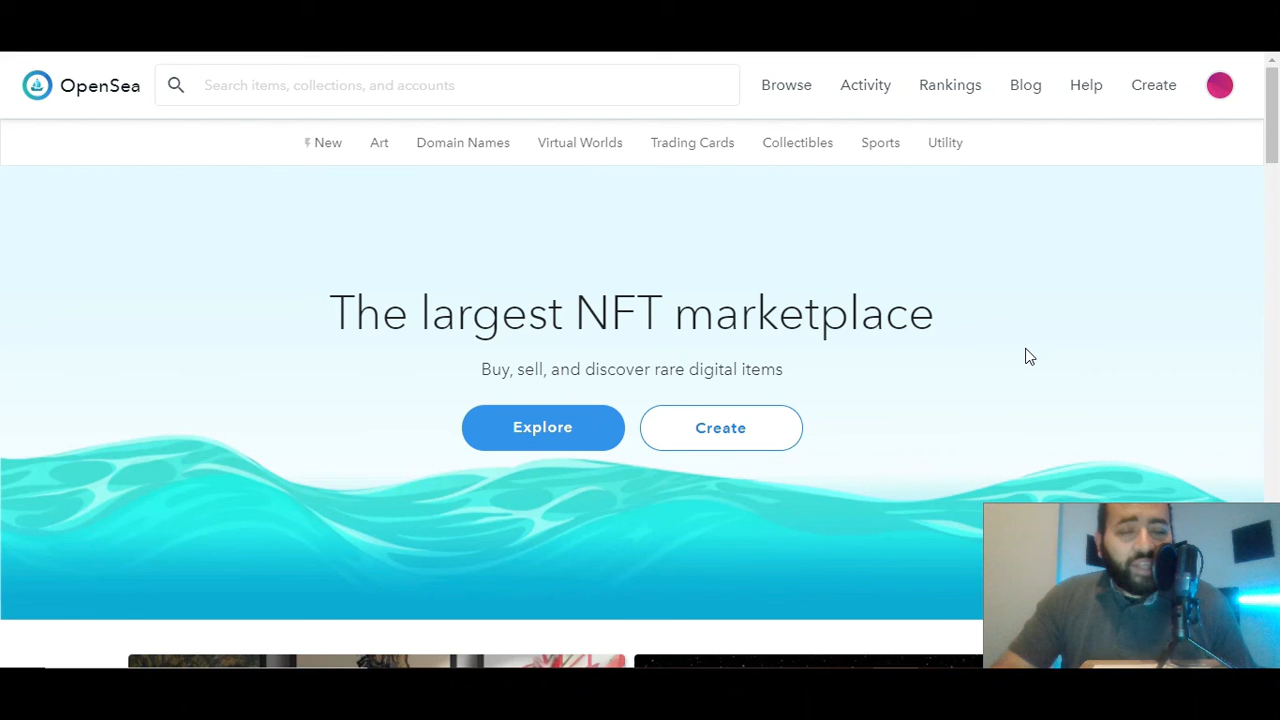 OpenSea Search items, collections, and accounts Browse Activity Rankings Blog Help Create
New Art Domain Names Virtual Worlds Trading Cards Collectibles Sports Utility
The largest NFT marketplace
Buy, sell, and discover rare digital items
Explore Create